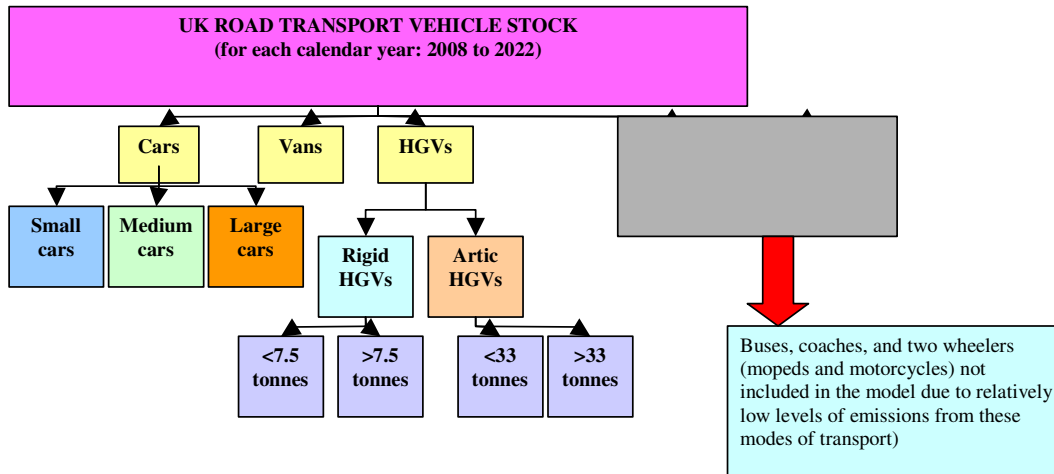 UK ROAD TRANSPORT VEHICLE STOCK
(for each calendar year: 2008 to 2022)
Cars
Vans
HGVs
Small
cars
Medium
cars
Large
cars
Rigid
HGVs
Artic
HGVs
<7.5
tonnes
>7.5
tonnes
<33
tonnes
>33
tonnes
Buses, coaches, and two wheelers
(mopeds and motorcycles) not
included in the model due to relatively
low levels of emissions from these
modes of transport)